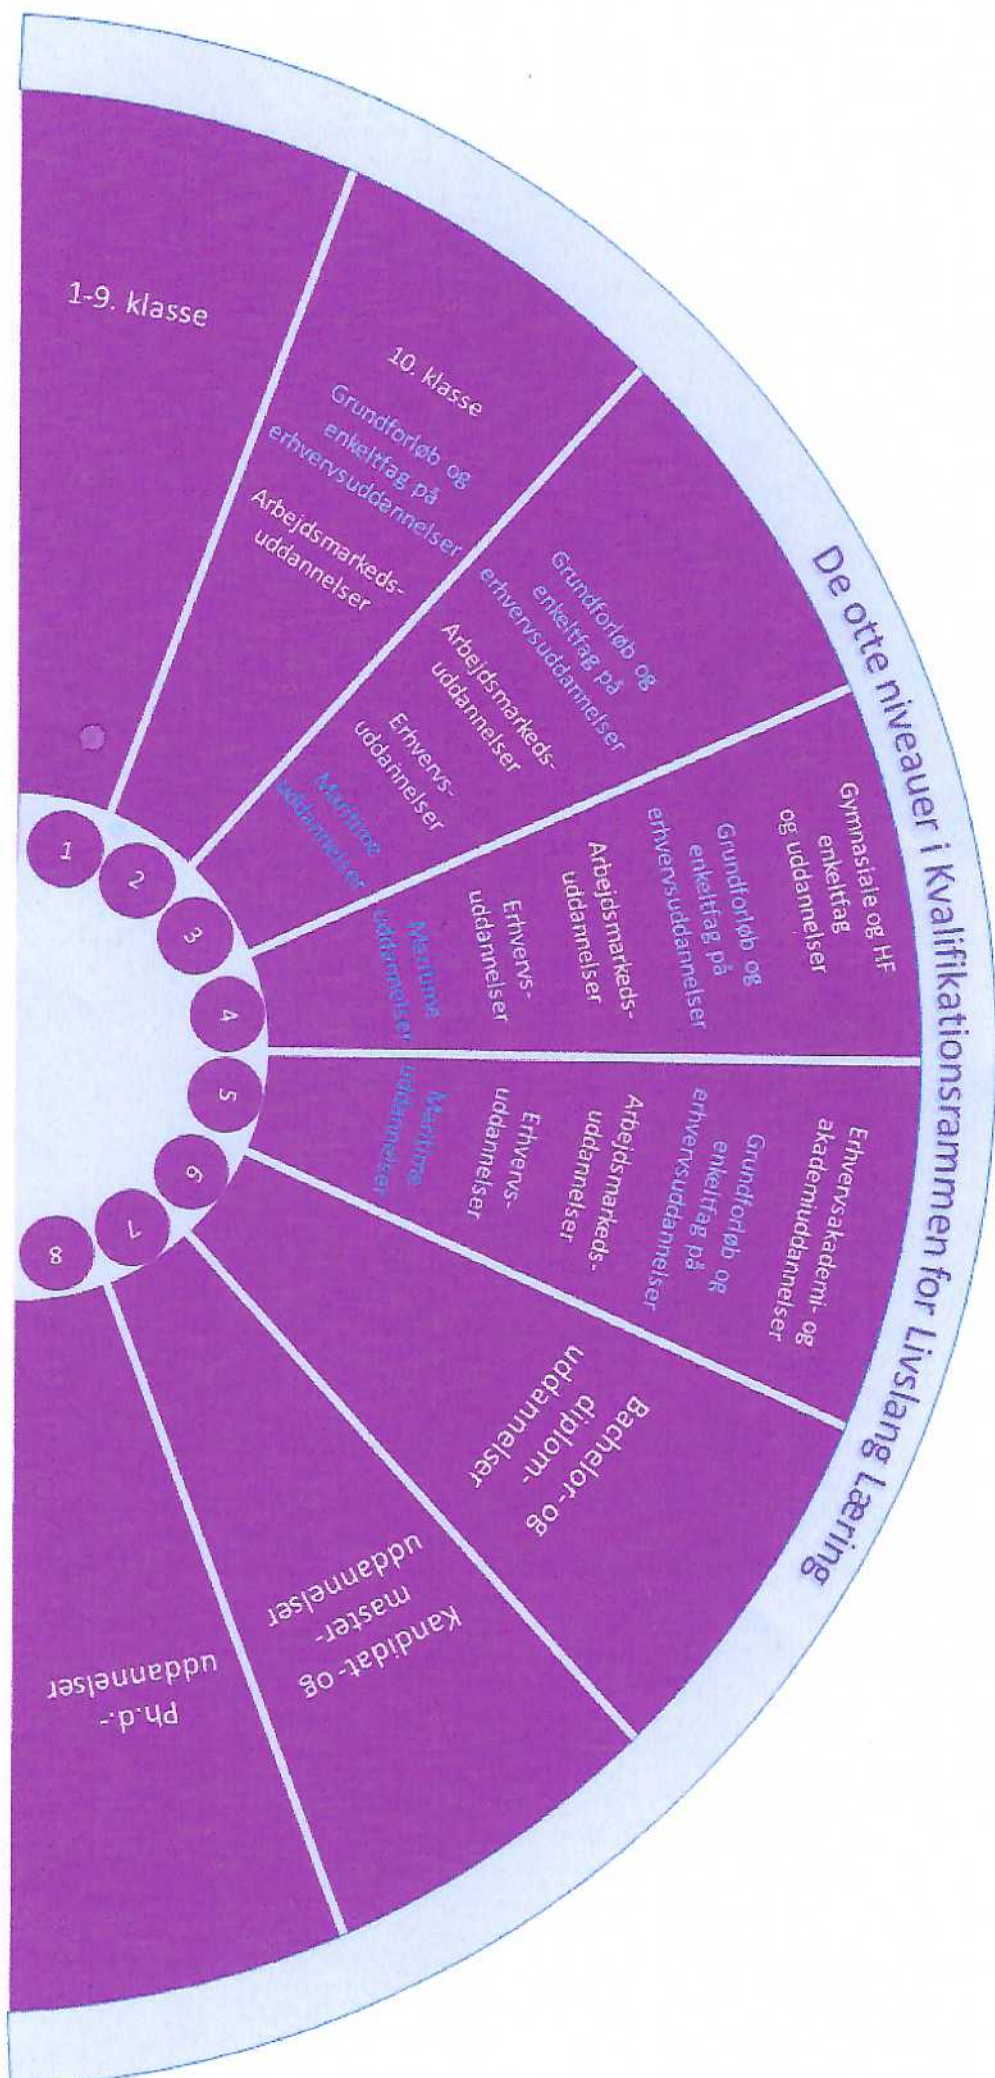 De otte niveauer i Kvalifikationsrammen for Livslang Læring
1-9. klasse
1
10. klasse
Grundforløb og
enkeltfag på
erhvervsuddannelser
Arbejdsmarkeds-
uddannelser
2
Grundforløb og
enkeltfag på
erhvervsuddannelser
Arbejdsmarkeds-
uddannelser
Erhvervs-
uddannelser
Maritime
uddannelser
3
Gymnasiale og HF
enkeltfag
og uddannelser
Grundforløb og
enkeltfag på
erhvervsuddannelser
Arbejdsmarkeds-
uddannelser
Erhvervs-
uddannelser
Maritime
uddannelser
4
Erhvervsakademi- og
akademiuddannelser
Grundforløb og
enkeltfag på
erhvervsuddannelser
Arbejdsmarkeds-
uddannelser
Erhvervs-
uddannelser
Maritime
uddannelser
5
Bachelor- og
diplom-
uddannelser
6
Kandidat- og
master-
uddannelser
7
Ph.d.-
uddannelser
8